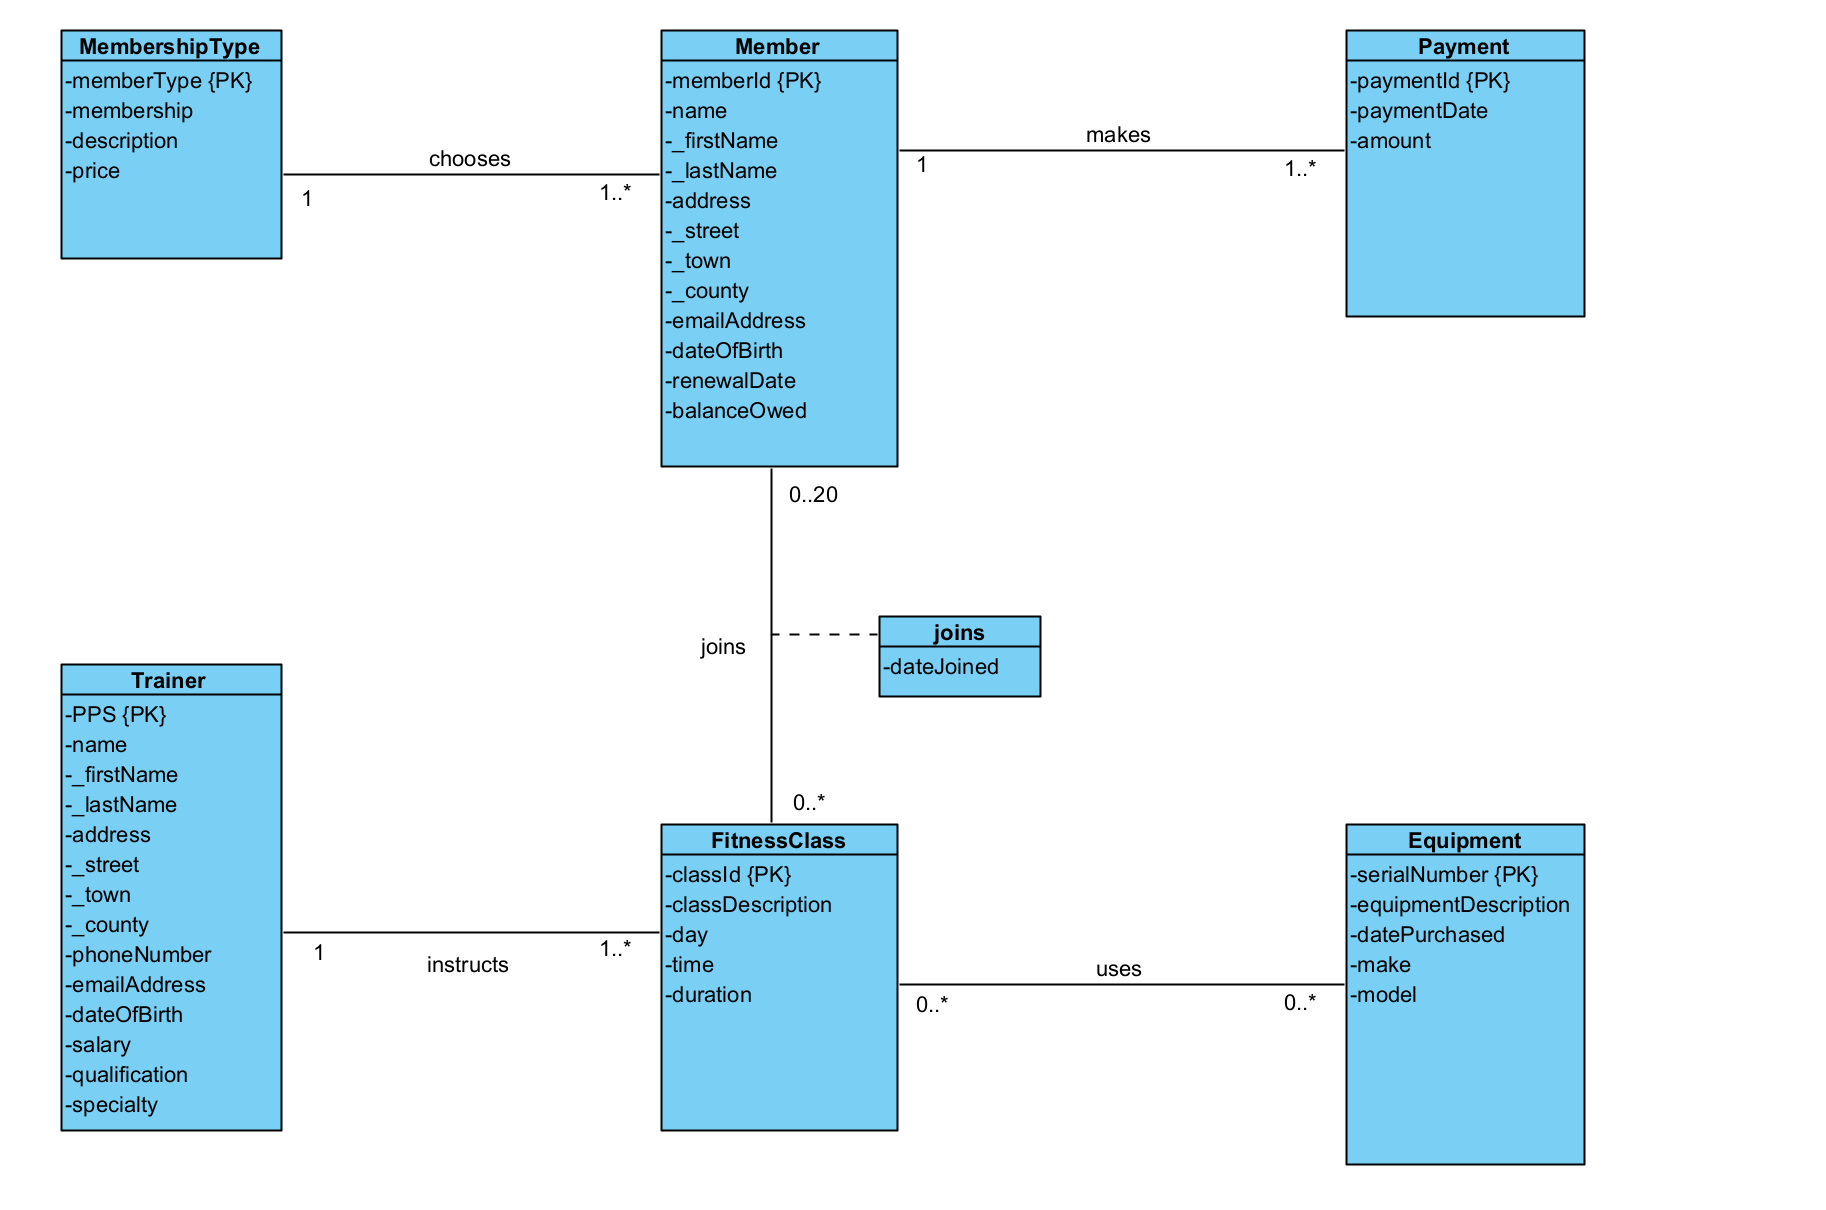 MembershipType
-memberType {PK}
-membership
-description
-price
chooses
1
1..*
Member
-memberId {PK}
-name
-_firstName
-_lastName
-address
-_street
-_town
-_county
-emailAddress
-dateOfBirth
-renewalDate
-balanceOwed
makes
1
1..*
Payment
-paymentId {PK}
-paymentDate
-amount
0..20
joins
joins
-dateJoined
0..*
Trainer
-PPS {PK}
-name
-_firstName
-_lastName
-address
-_street
-_town
-_county
-phoneNumber
-emailAddress
-dateOfBirth
-salary
-qualification
-specialty
1
instructs
1..*
FitnessClass
-classId {PK}
-classDescription
-day
-time
-duration
uses
0..*
0..*
Equipment
-serialNumber {PK}
-equipmentDescription
-datePurchased
-make
-model